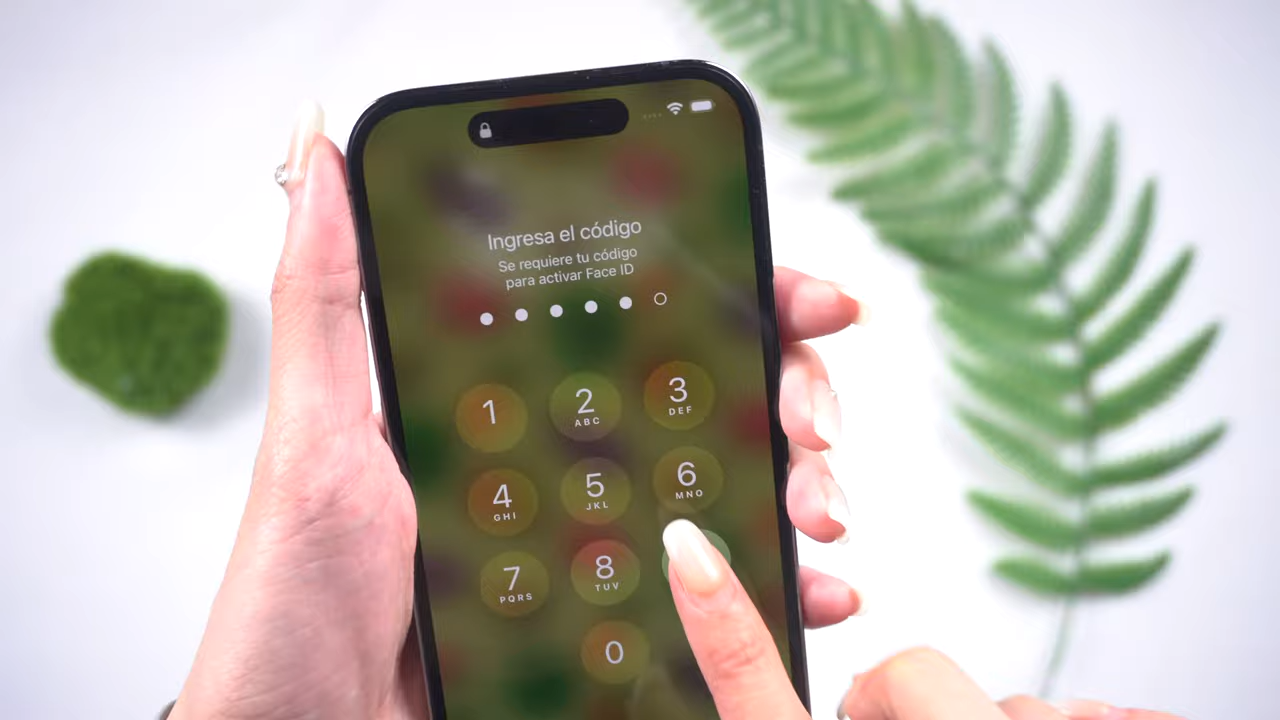 Ingresa el código
Se requiere tu código
para activar Face ID
1
2
ABC
3
DEF
4
GHI
5
JKL
6
MNO
7
PQRS
8
TUV
0